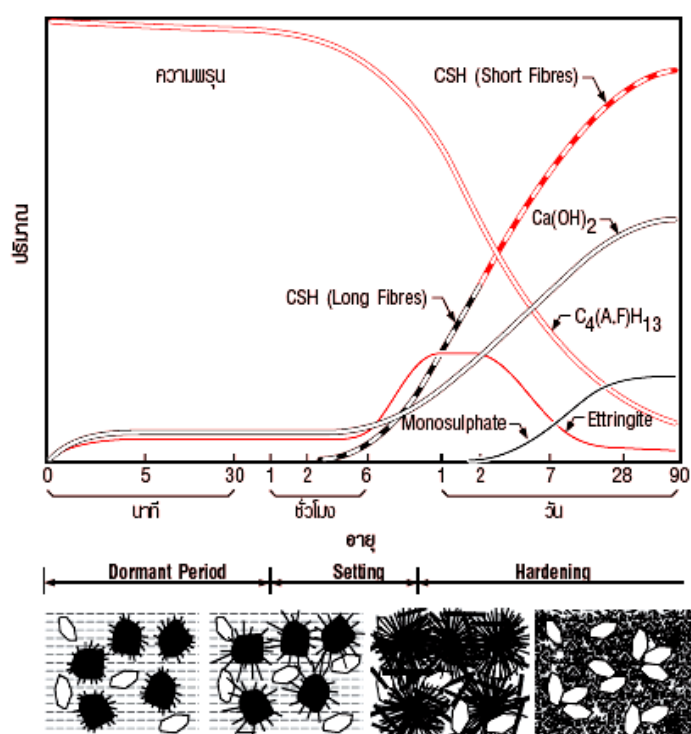 ความพรุน
CSH (Short Fibres)
Ca(OH)2
CSH (Long Fibres)
C4(A,F)H13
Monosulphate
Ettringite
ปริมาณ
0 5 30 1 2 6 1 2 7 28 90
นาที ชั่วโมง วัน
อายุ
Dormant Period Setting Hardening